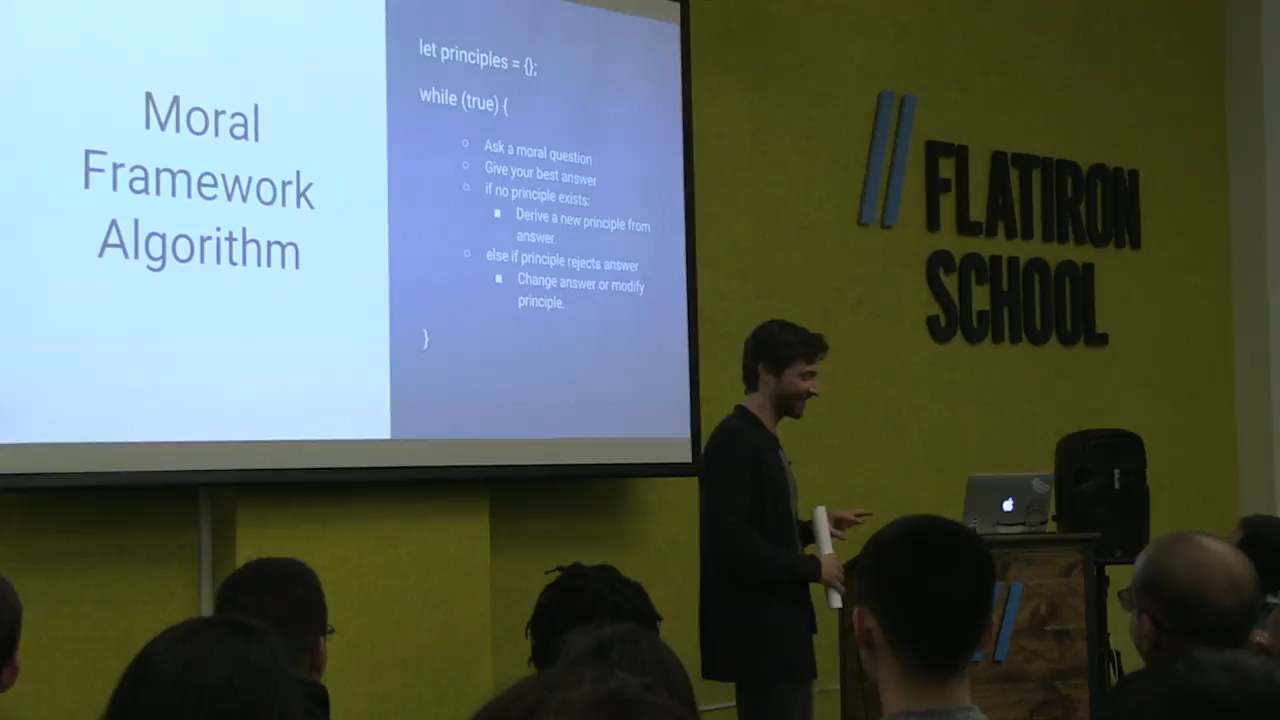 Moral
Framework
Algorithm
let principles = {};
while (true) {
Ask a moral question
Give your best answer
if no principle exists:
Derive a new principle from
answer.
else if principle rejects answer
Change answer or modify
principle.
}
// FLATIRON
SCHOOL
//